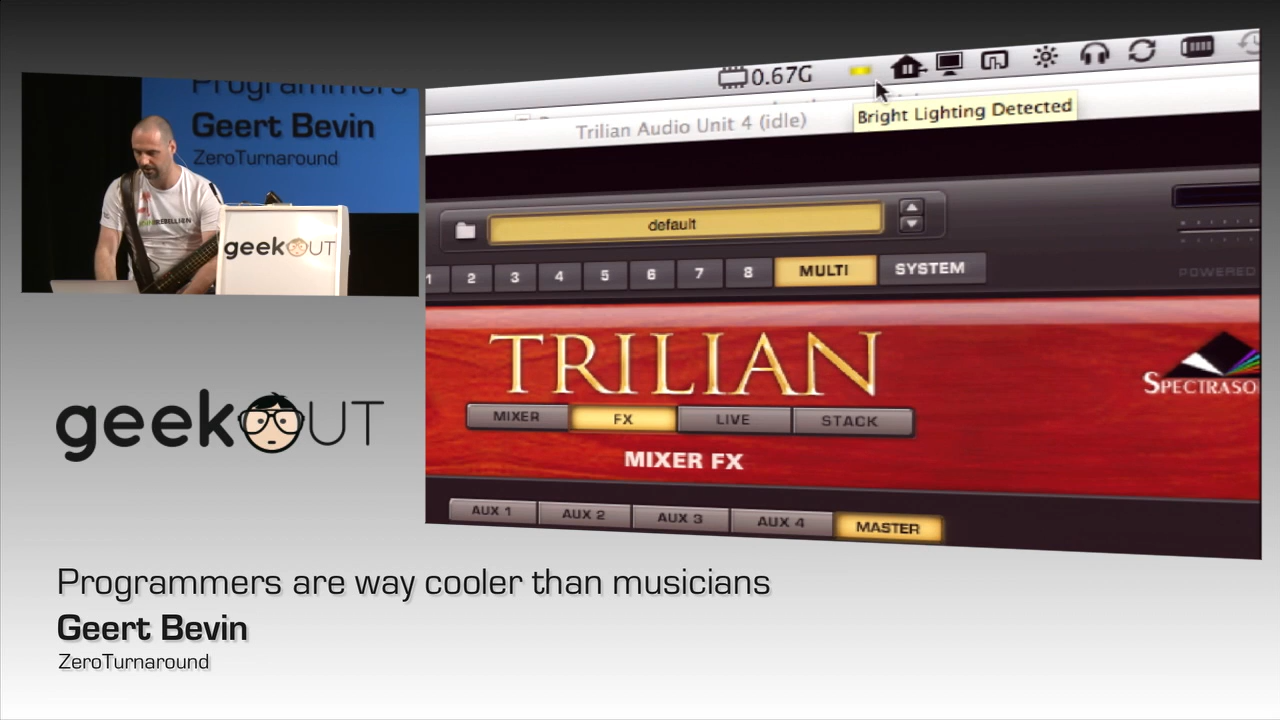 Programmers
Geert Bevin
ZeroTurnaround
REBELLION
geekOUT
0.67G
Bright Lighting Detected
Trilian Audio Unit 4 (idle)
default
1 2 3 4 5 6 7 8 MULTI SYSTEM
POWERED
TRILIAN
SPECTRASO
MIXER FX LIVE STACK
MIXER FX
AUX 1 AUX 2 AUX 3 AUX 4 MASTER
geekOUT
Programmers are way cooler than musicians
Geert Bevin
ZeroTurnaround